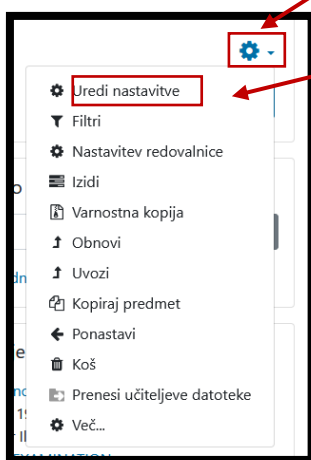 Uredi nastavitve
Filtri
Nastavitev redovalnice
Izidi
Varnostna kopija
Obnovi
Uvozi
Kopiraj predmet
Ponastavi
Koš
Prenesi učiteljeve datoteke
Več...